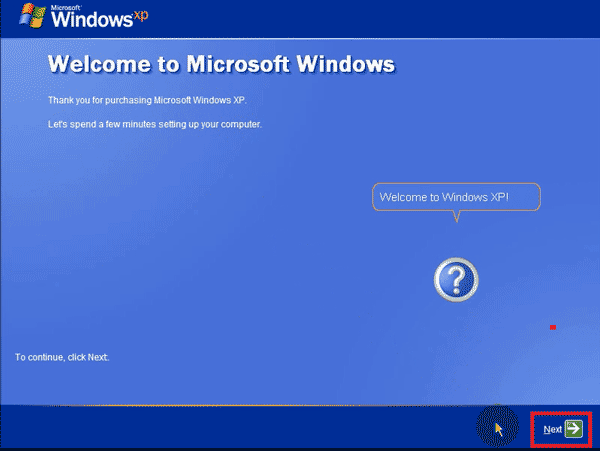 Microsoft
Windows xp
Welcome to Microsoft Windows
Thank you for purchasing Microsoft Windows XP.
Let's spend a few minutes setting up your computer.
Welcome to Windows XP!
?
To continue, click Next.
Next